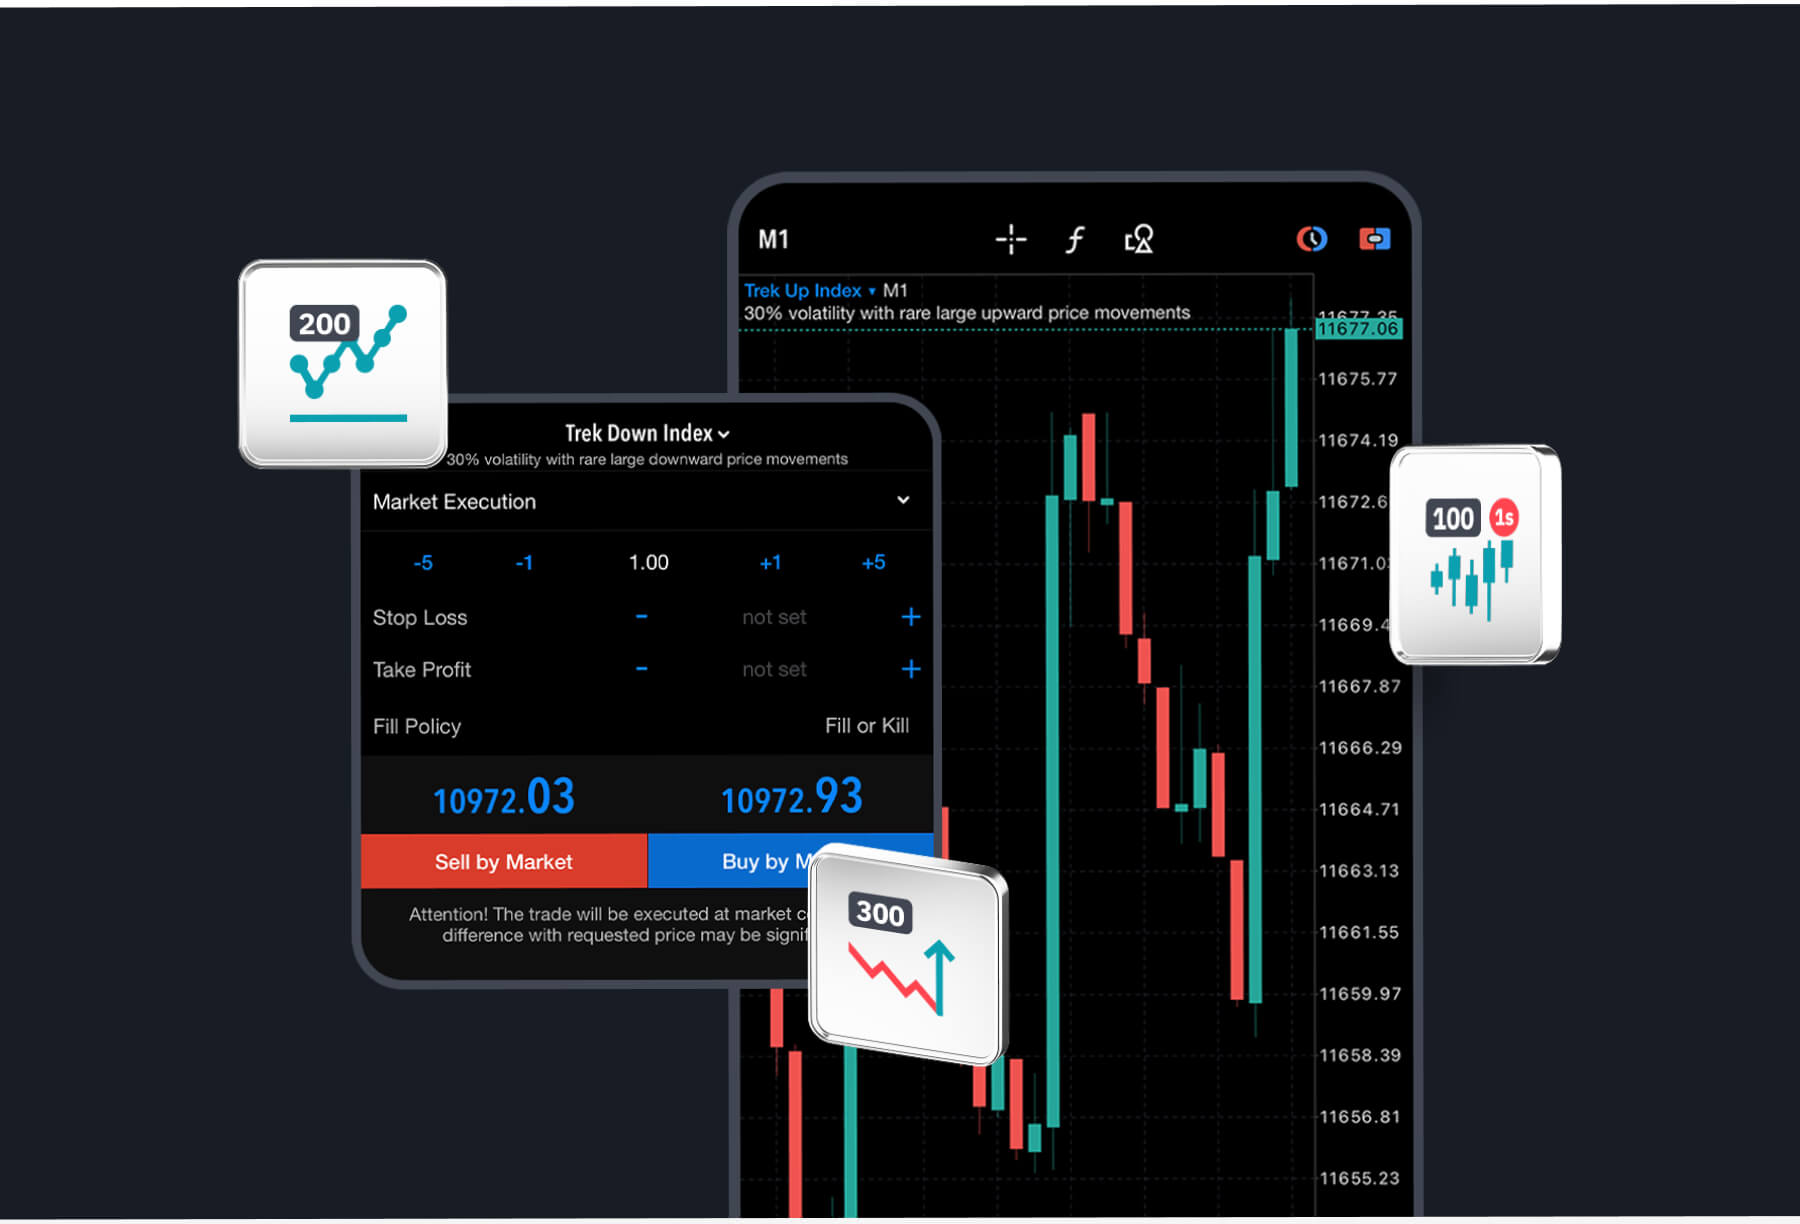 M1
Trek Up Index ▾ M1
30% volatility with rare large upward price movements
11677.06
11675.77
11674.19
11672.6
11671.0
11669.4
11667.87
11666.29
11664.71
11663.13
11661.55
11659.97
11658.39
11656.81
11655.23
200
Trek Down Index
30% volatility with rare large downward price movements
Market Execution
-5 -1 1.00 +1 +5
Stop Loss - not set +
Take Profit - not set +
Fill Policy Fill or Kill
10972.03 10972.93
Sell by Market Buy by M
Attention! The trade will be executed at market c
difference with requested price may be signif
300
100 1s